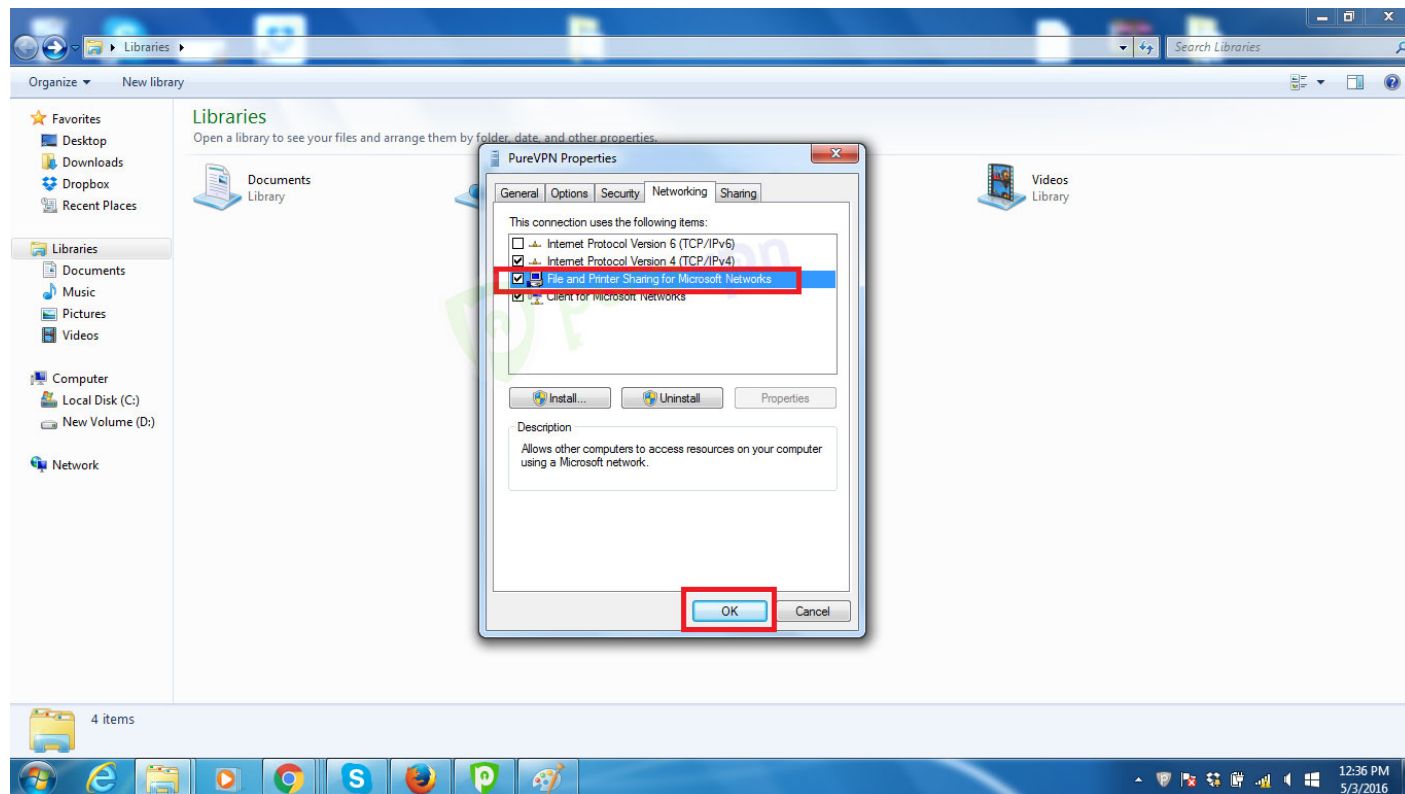 Libraries
Search Libraries
Organize
New library
Favorites
Desktop
Downloads
Dropbox
Recent Places
Libraries
Documents
Music
Pictures
Videos
Computer
Local Disk (C:)
New Volume (D:)
Network
Libraries
Open a library to see your files and arrange them by folder, date, and other properties.
Documents
Library
Videos
Library
PureVPN Properties
General
Options
Security
Networking
Sharing
This connection uses the following items:
Internet Protocol Version 6 (TCP/IPv6)
Internet Protocol Version 4 (TCP/IPv4)
File and Printer Sharing for Microsoft Networks
Client for Microsoft Networks
Install...
Uninstall
Properties
Description
Allows other computers to access resources on your computer
using a Microsoft network.
OK
Cancel
4 items
12:36 PM
5/3/2016